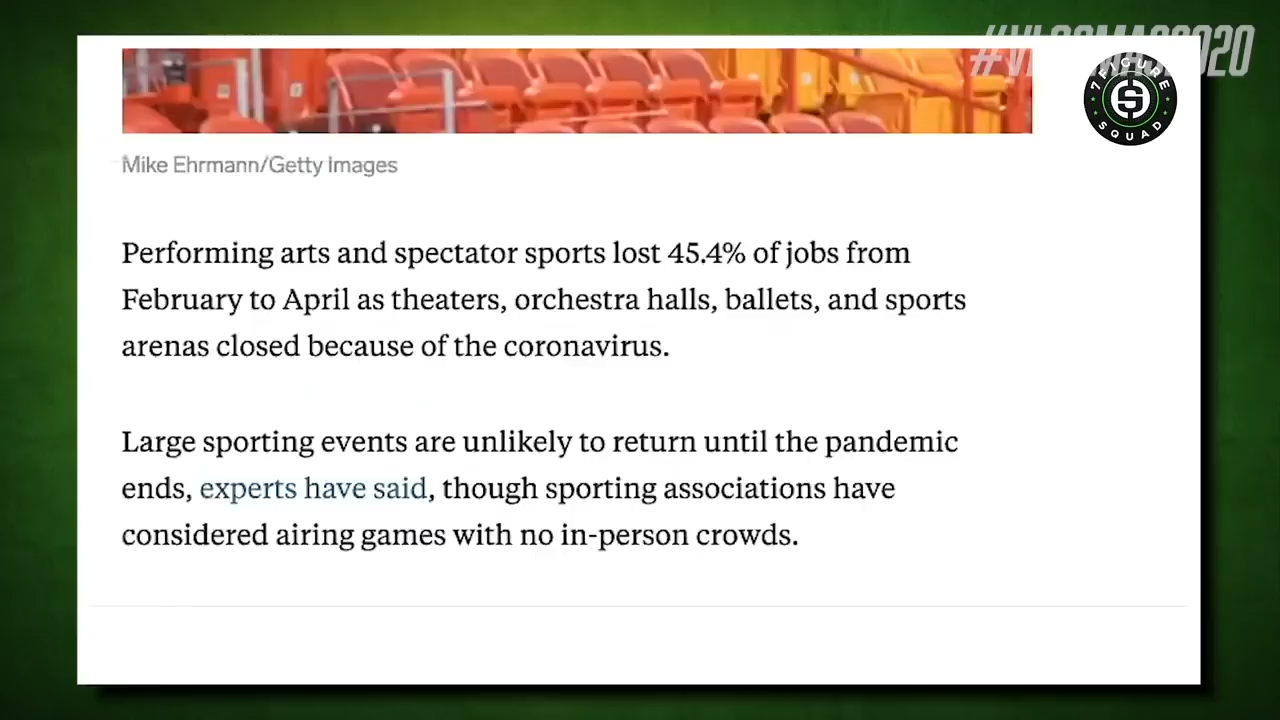 #VLOGMAS2020
7 FIGURE
SQUAD
Mike Ehrmann/Getty Images
Performing arts and spectator sports lost 45.4% of jobs from
February to April as theaters, orchestra halls, ballets, and sports
arenas closed because of the coronavirus.
Large sporting events are unlikely to return until the pandemic
ends, experts have said, though sporting associations have
considered airing games with no in-person crowds.